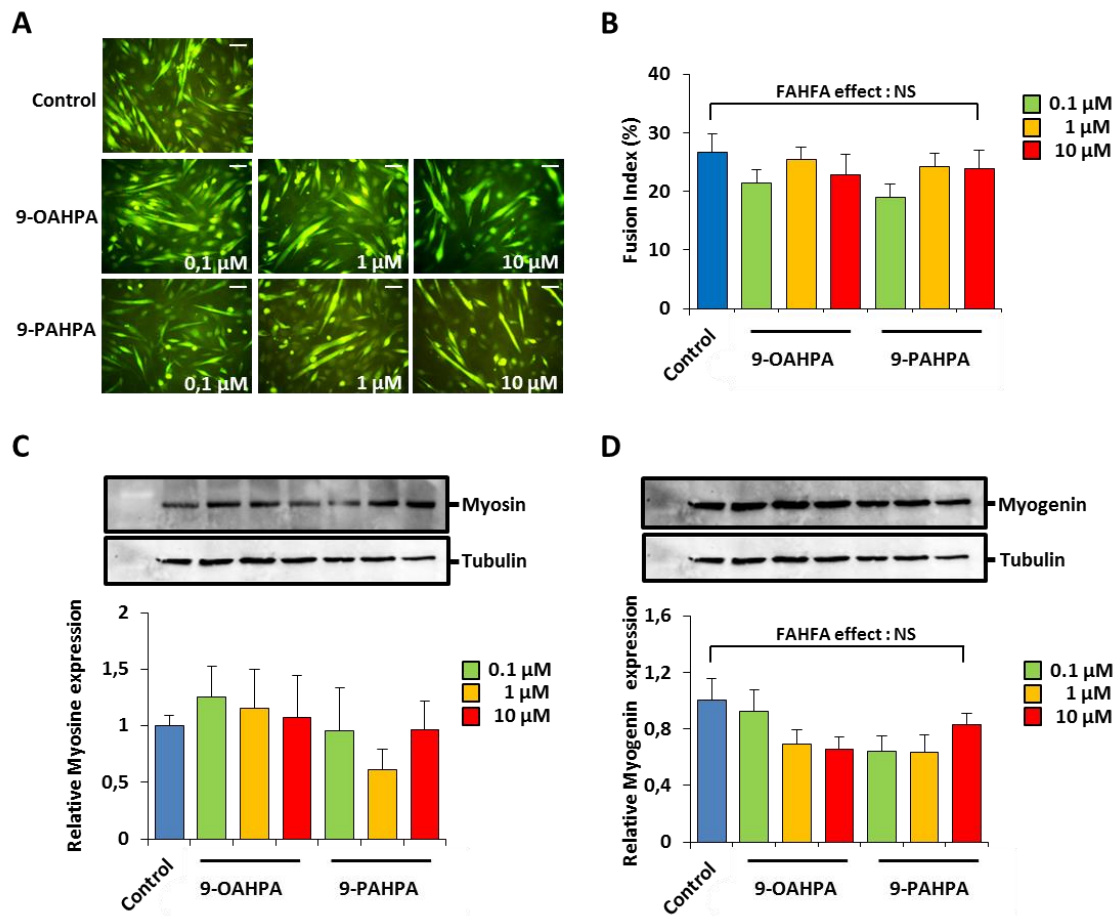 A
Control
9-OAHPA
0,1 µM
1 µM
10 µM
9-PAHPA
0,1 µM
1 µM
10 µM
B
Fusion Index (%)
40
30
20
10
0
FAHFA effect : NS
0.1 µM
1 µM
10 µM
Control
9-OAHPA
9-PAHPA
C
Myosin
Tubulin
Relative Myosine expression
2
1,5
1
0,5
0
0.1 µM
1 µM
10 µM
Control
9-OAHPA
9-PAHPA
D
Myogenin
Tubulin
Relative Myogenin expression
1,6
1,2
0,8
0,4
0
FAHFA effect : NS
0.1 µM
1 µM
10 µM
Control
9-OAHPA
9-PAHPA